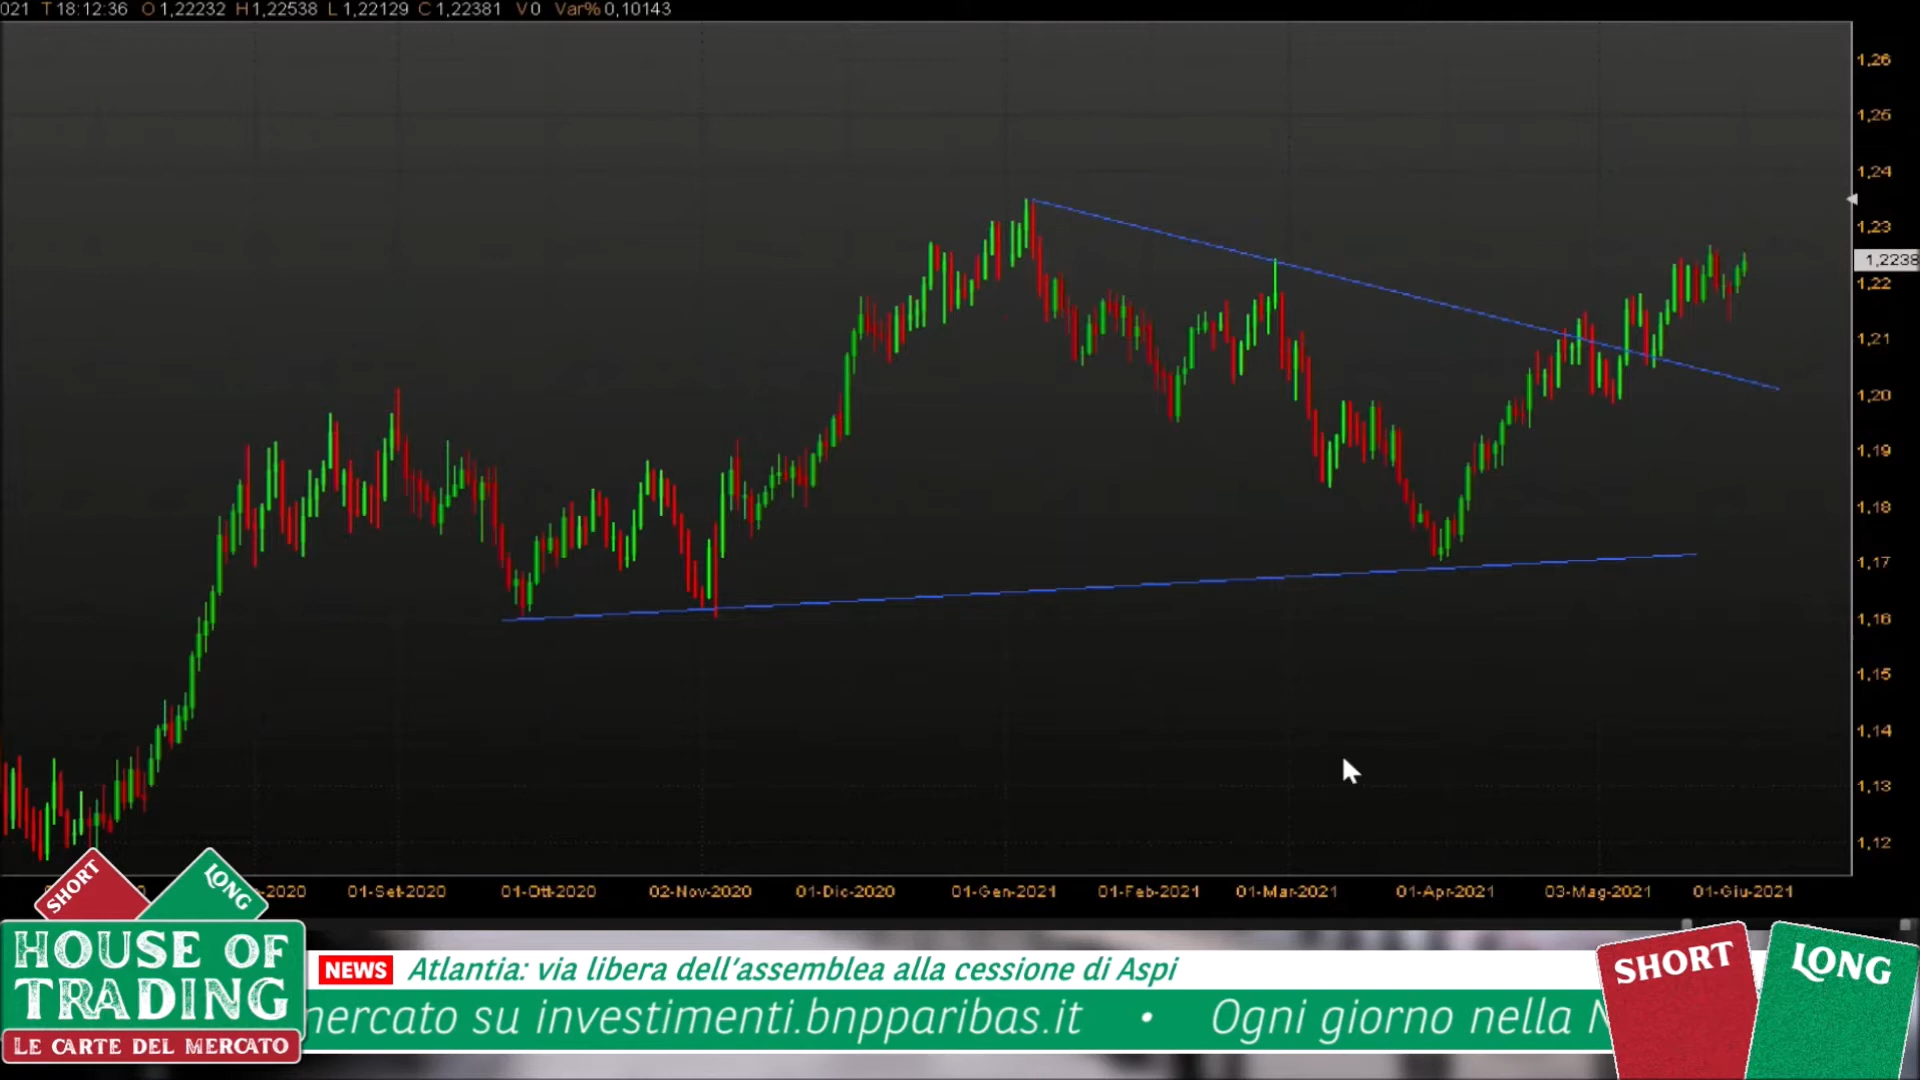 021 T 18:12:36 O 1,22232 H 1,22538 L 1,22129 C 1,22381 V 0 Var% 0,10143
1,26
1,25
1,24
1,23
1,2238
1,22
1,21
1,20
1,19
1,18
1,17
1,16
1,15
1,14
1,13
1,12
2020 01-Set-2020 01-Ott-2020 02-Nov-2020 01-Dic-2020 01-Gen-2021 01-Feb-2021 01-Mar-2021 01-Apr-2021 03-Mag-2021 01-Giu-2021
SHORT
LONG
HOUSE OF
TRADING
LE CARTE DEL MERCATO
NEWS Atlantia: via libera dell'assemblea alla cessione di Aspi
mercato su investimenti.bnpparibas.it • Ogni giorno nella N
SHORT
LONG